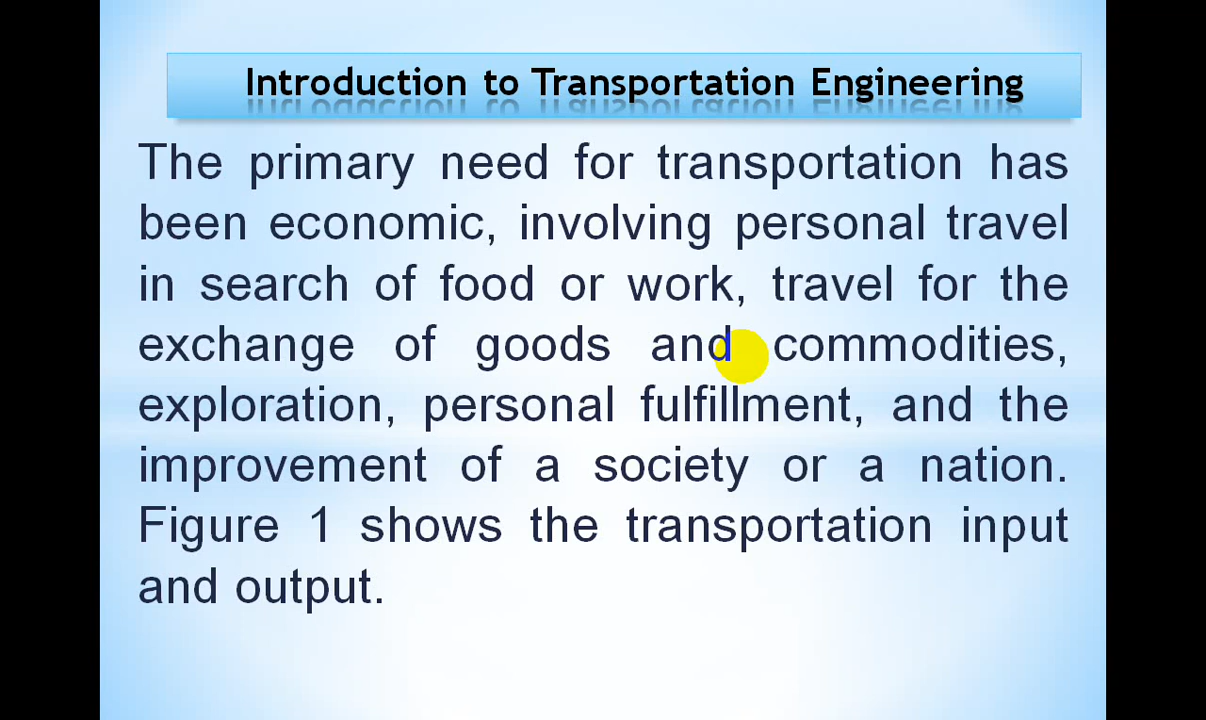 Introduction to Transportation Engineering
The primary need for transportation has
been economic, involving personal travel
in search of food or work, travel for the
exchange of goods and commodities,
exploration, personal fulfillment, and the
improvement of a society or a nation.
Figure 1 shows the transportation input
and output.